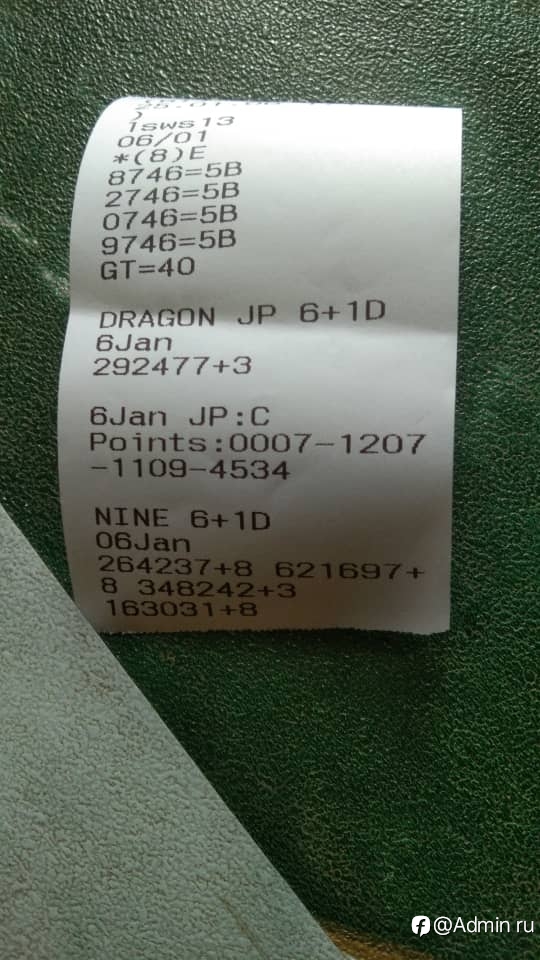 )
1sws13
06/01
*(8)E
8746=5B
2746=5B
0746=5B
9746=5B
GT=40
DRAGON JP 6+1D
6Jan
292477+3
6Jan JP:C
Points:0007-1207
-1109-4534
NINE 6+1D
06Jan
264237+8 621697+
8 348242+3
163031+8
@Admin ru